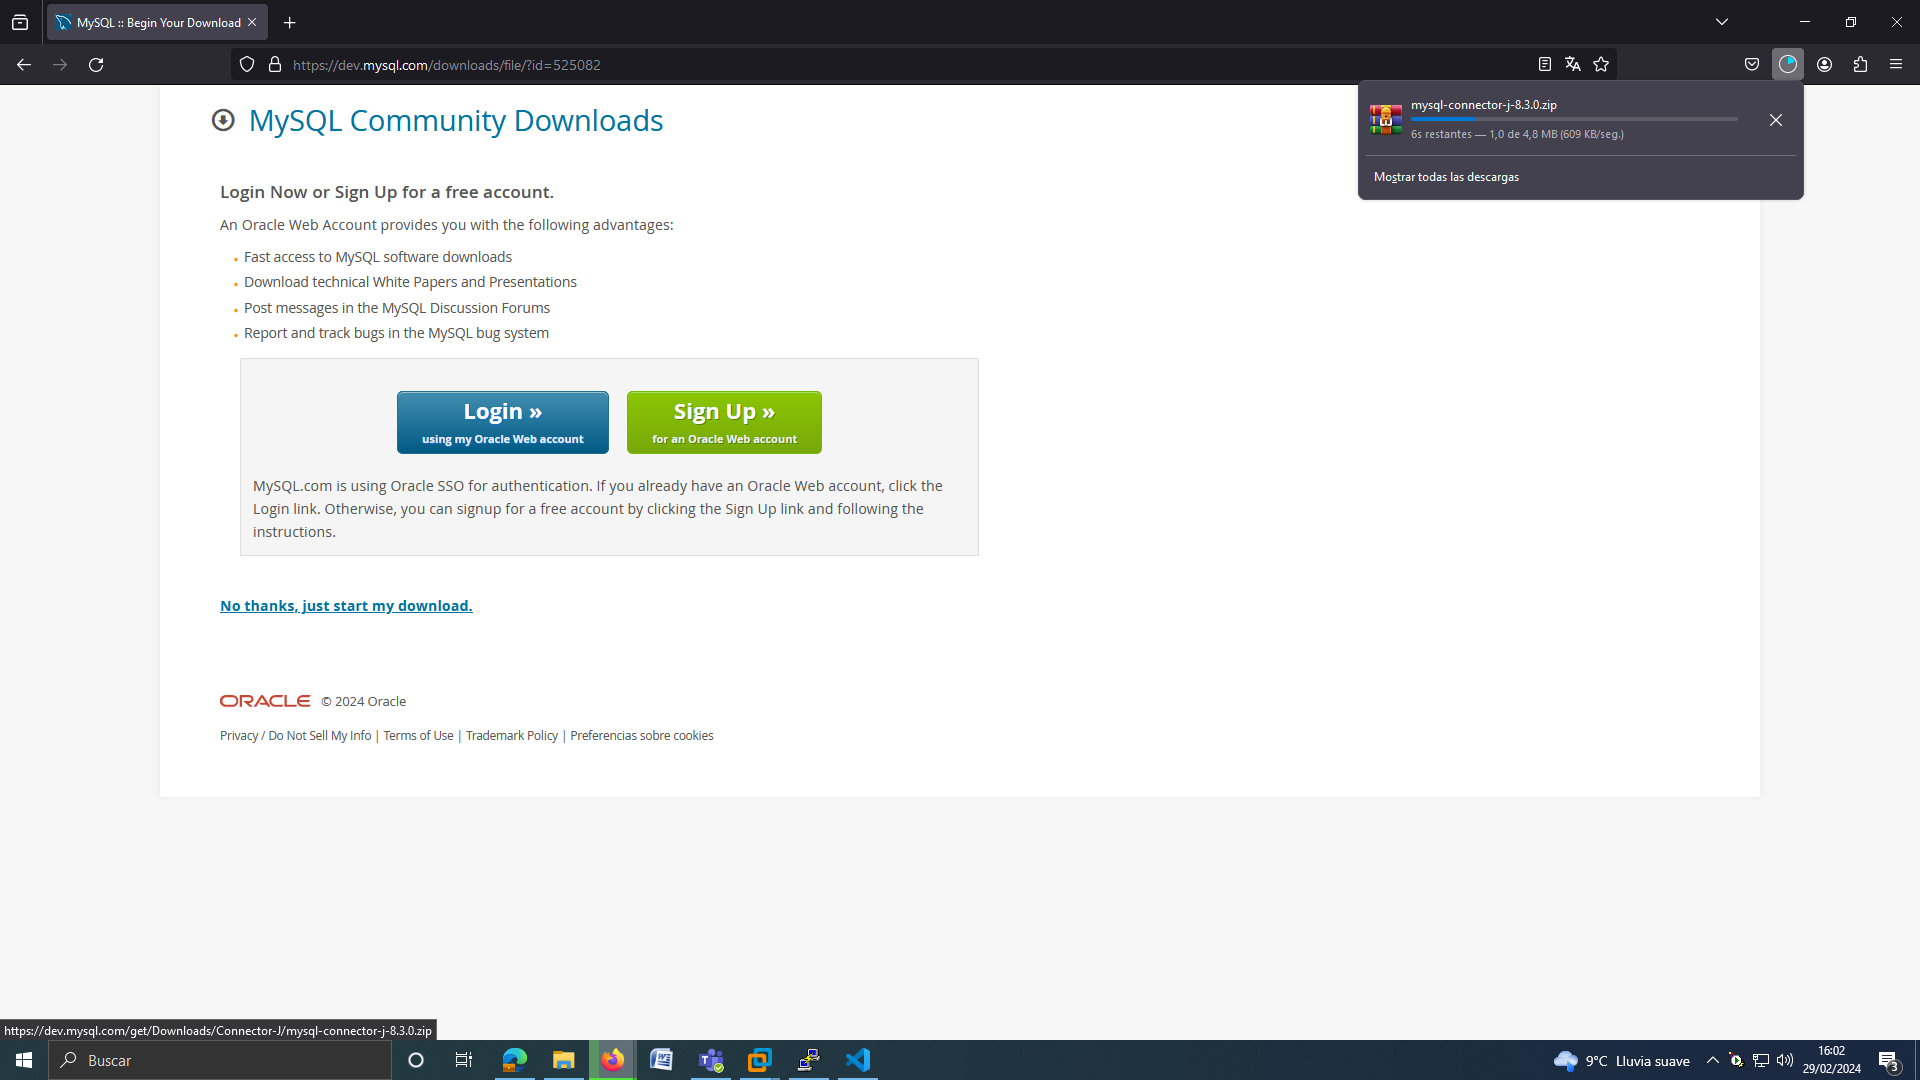 MySQL :: Begin Your Download
https://dev.mysql.com/downloads/file/?id=525082
mysql-connector-j-8.3.0.zip
6s restantes — 1,0 de 4,8 MB (609 KB/seg.)
Mostrar todas las descargas
MySQL Community Downloads
Login Now or Sign Up for a free account.
An Oracle Web Account provides you with the following advantages:
Fast access to MySQL software downloads
Download technical White Papers and Presentations
Post messages in the MySQL Discussion Forums
Report and track bugs in the MySQL bug system
Login »
using my Oracle Web account
Sign Up »
for an Oracle Web account
MySQL.com is using Oracle SSO for authentication. If you already have an Oracle Web account, click the
Login link. Otherwise, you can signup for a free account by clicking the Sign Up link and following the
instructions.
No thanks, just start my download.
ORACLE © 2024 Oracle
Privacy / Do Not Sell My Info | Terms of Use | Trademark Policy | Preferencias sobre cookies
https://dev.mysql.com/get/Downloads/Connector-J/mysql-connector-j-8.3.0.zip
Buscar
9°C Lluvia suave
16:02
29/02/2024
3